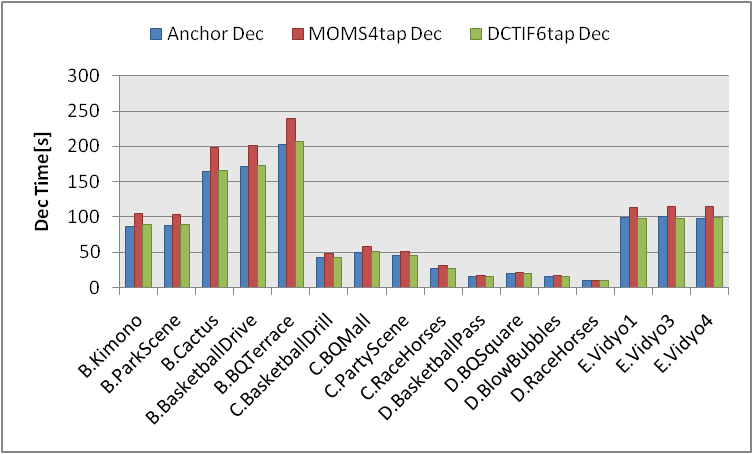 Anchor Dec MOMS4tap Dec DCTIF6tap Dec
Dec Time[s]
300
250
200
150
100
50
0
B.Kimono
B.ParkScene
B.Cactus
B.BasketballDrive
B.BQTerrace
C.BasketballDrill
C.BQMall
C.PartyScene
C.RaceHorses
D.BasketballPass
D.BQSquare
D.BlowBubbles
D.RaceHorses
E.Vidyo1
E.Vidyo3
E.Vidyo4